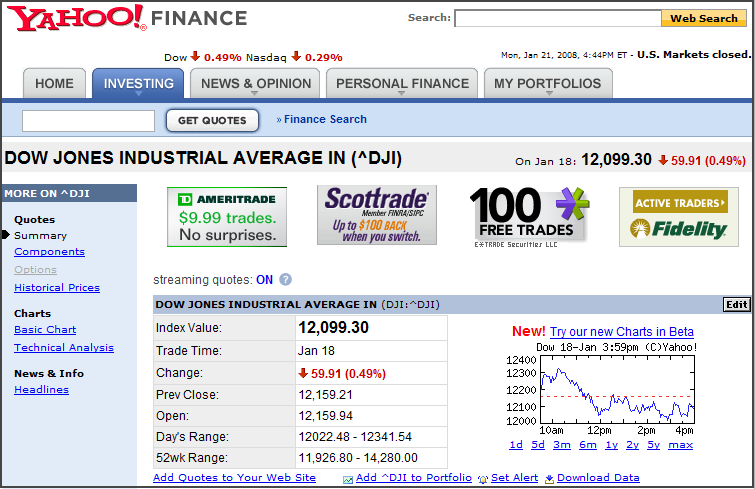 YAHOO! FINANCE
Search: Web Search
Dow 0.49% Nasdaq 0.29%
Mon, Jan 21, 2008, 4:44PM ET - U.S. Markets closed.
HOME INVESTING NEWS & OPINION PERSONAL FINANCE MY PORTFOLIOS
GET QUOTES » Finance Search
DOW JONES INDUSTRIAL AVERAGE IN (^DJI)
On Jan 18: 12,099.30 59.91 (0.49%)
MORE ON ^DJI
Quotes
Summary
Components
Options
Historical Prices
Charts
Basic Chart
Technical Analysis
News & Info
Headlines
TD AMERITRADE
$9.99 trades.
No surprises.
Scottrade
Member FINRA/SIPC
Up to $100 BACK
when you switch.
100
FREE TRADES
E*TRADE Securities LLC
ACTIVE TRADERS
Fidelity
streaming quotes: ON ?
DOW JONES INDUSTRIAL AVERAGE IN (DJI:^DJI) Edit
Index Value: 12,099.30
Trade Time: Jan 18
Change: 59.91 (0.49%)
Prev Close: 12,159.21
Open: 12,159.94
Day's Range: 12022.48 - 12341.54
52wk Range: 11,926.80 - 14,280.00
New! Try our new Charts in Beta
Dow 18-Jan 3:59pm (C)Yahoo!
12400
12300
12200
12100
12000
10am 12pm 2pm 4pm
1d 5d 3m 6m 1y 2y 5y max
Add Quotes to Your Web Site Add ^DJI to Portfolio Set Alert Download Data